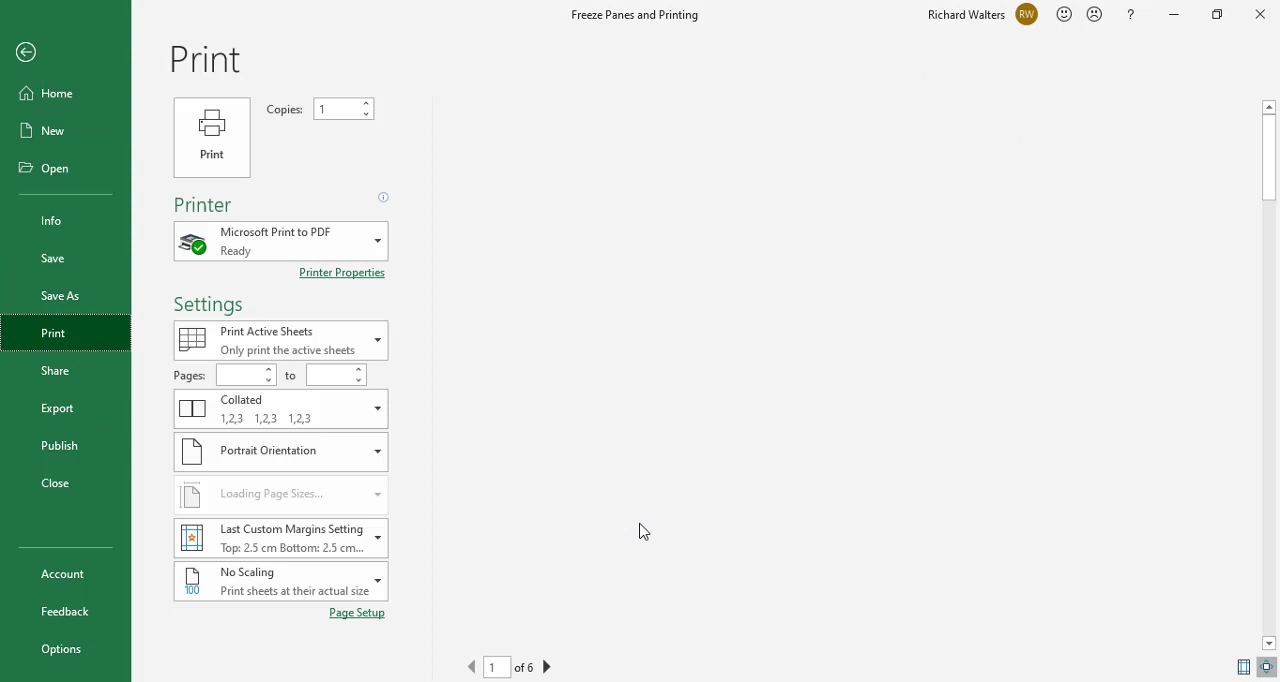 Freeze Panes and Printing
Richard Walters RW ?
Home
New
Open
Info
Save
Save As
Print
Share
Export
Publish
Close
Account
Feedback
Options
Print
Print
Copies: 1
Printer
Microsoft Print to PDF
Ready
Printer Properties
Settings
Print Active Sheets
Only print the active sheets
Pages: to
Collated
1,2,3 1,2,3 1,2,3
Portrait Orientation
Loading Page Sizes...
Last Custom Margins Setting
Top: 2.5 cm Bottom: 2.5 cm...
No Scaling
100 Print sheets at their actual size
Page Setup
1 of 6